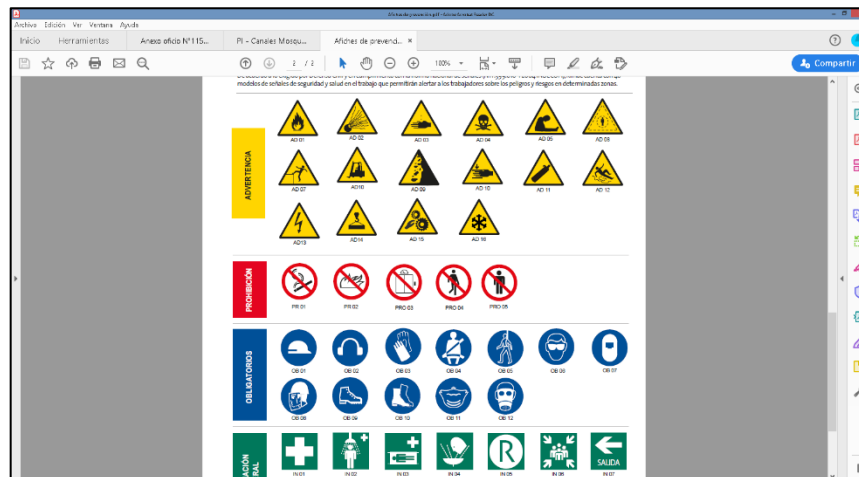 Archivo Edición Ver Ventana Ayuda
Inicio Herramientas Anexo oficio N°115... PI - Canales Mosqu... Afiches de prevenci... ×
2 / 2 100% Compartir
modelos de señales de seguridad y salud en el trabajo que permitirán alertar a los trabajadores sobre los peligros y riesgos en determinadas zonas.
ADVERTENCIA
AD 01 AD 02 AD 03 AD 04 AD 05 AD 08
AD 07 AD10 AD 09 AD 10 AD 11 AD 12
AD13 AD14 AD 15 AD 16
PROHIBICIÓN
PR 01 PR 02 PRO 03 PRO 04 PRO 05
OBLIGATORIOS
OB 01 OB 02 OB 03 OB 04 OB 05 OB 06 OB 07
OB 08 OB 09 OB 10 OB 11 OB 12
R
SALIDA
IN 01 IN 02 IN 03 IN 04 IN 05 IN 06 IN 07